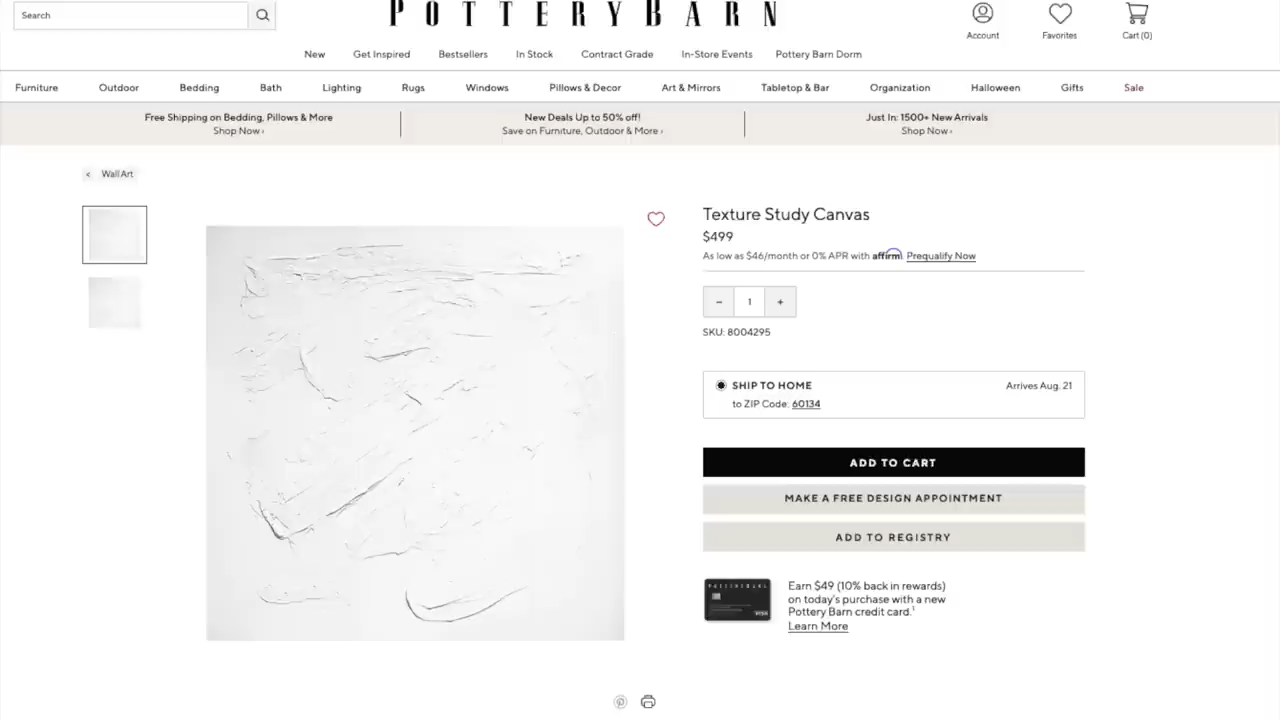 Search
POTTERY BARN
Account
Favorites
Cart (0)
New
Get Inspired
Bestsellers
In Stock
Contract Grade
In-Store Events
Pottery Barn Dorm
Furniture
Outdoor
Bedding
Bath
Lighting
Rugs
Windows
Pillows & Decor
Art & Mirrors
Tabletop & Bar
Organization
Halloween
Gifts
Sale
Free Shipping on Bedding, Pillows & More
Shop Now ›
New Deals Up to 50% off!
Save on Furniture, Outdoor & More ›
Just In: 1500+ New Arrivals
Shop Now ›
< Wall Art
Texture Study Canvas
$499
As low as $46/month or 0% APR with affirm. Prequalify Now
− 1 +
SKU: 8004295
SHIP TO HOME
Arrives Aug. 21
to ZIP Code: 60134
ADD TO CART
MAKE A FREE DESIGN APPOINTMENT
ADD TO REGISTRY
POTTERY BARN
VISA
Earn $49 (10% back in rewards)
on today's purchase with a new
Pottery Barn credit card.¹
Learn More